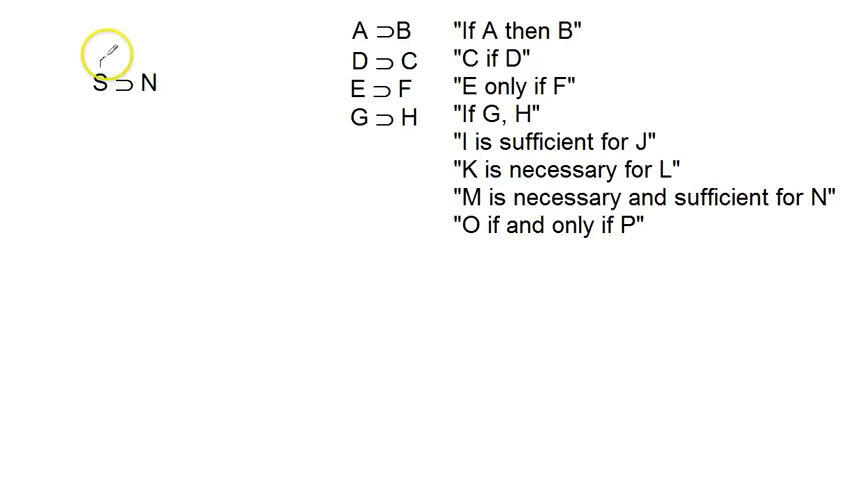 A ⊃B "If A then B"
D ⊃ C "C if D"
S ⊃ N E ⊃ F "E only if F"
G ⊃ H "If G, H"
"I is sufficient for J"
"K is necessary for L"
"M is necessary and sufficient for N"
"O if and only if P"